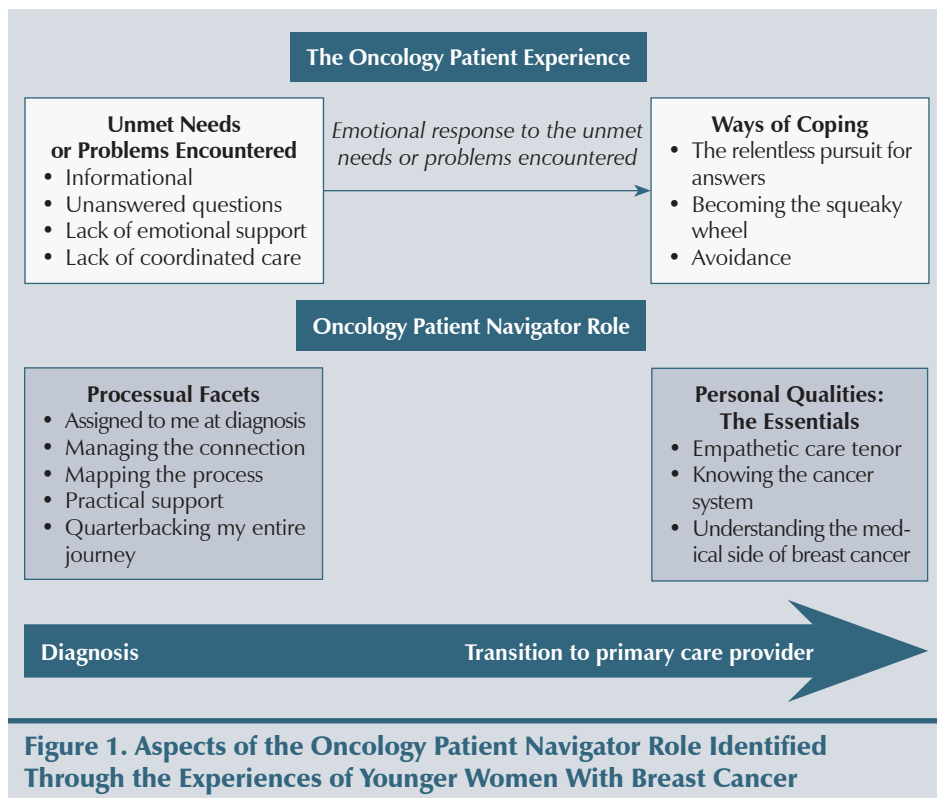 The Oncology Patient Experience
Unmet Needs
or Problems Encountered
• Informational
• Unanswered questions
• Lack of emotional support
• Lack of coordinated care
Emotional response to the unmet
needs or problems encountered
Ways of Coping
• The relentless pursuit for
answers
• Becoming the squeaky
wheel
• Avoidance
Oncology Patient Navigator Role
Processual Facets
• Assigned to me at diagnosis
• Managing the connection
• Mapping the process
• Practical support
• Quarterbacking my entire
journey
Personal Qualities:
The Essentials
• Empathetic care tenor
• Knowing the cancer
system
• Understanding the med-
ical side of breast cancer
Diagnosis
Transition to primary care provider
Figure 1. Aspects of the Oncology Patient Navigator Role Identified
Through the Experiences of Younger Women With Breast Cancer